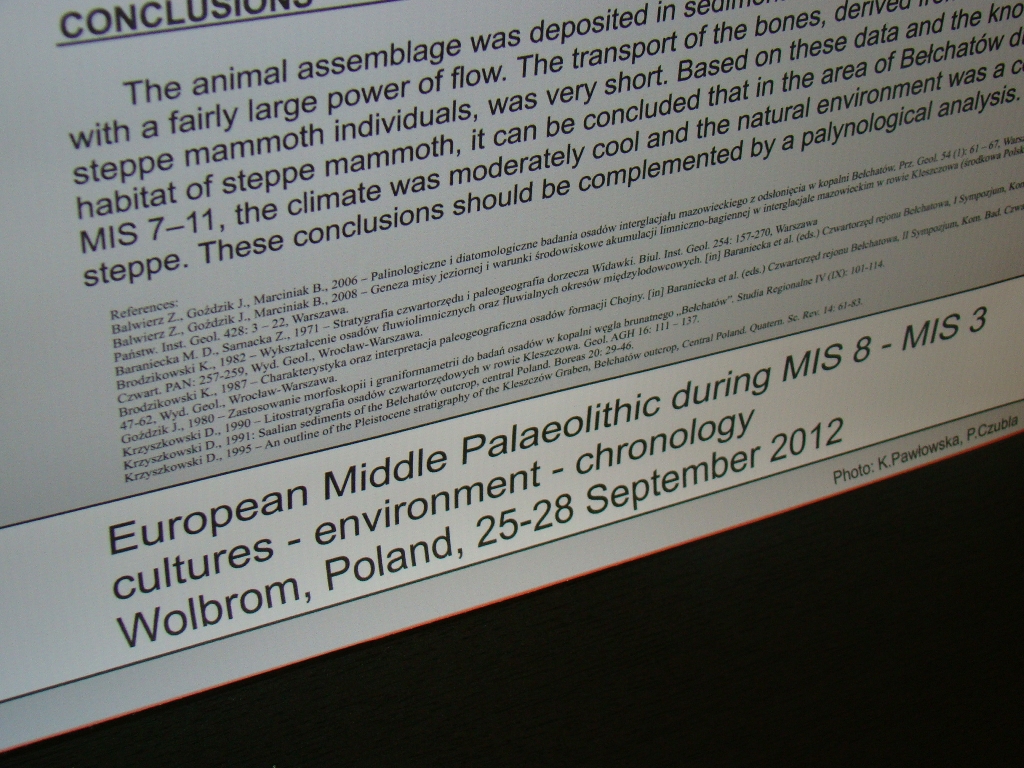 CONCLUSIONS
The animal assemblage was deposited in
with a fairly large power of flow. The transport of the bones, derived
steppe mammoth individuals, was very short. Based on these data and the
habitat of steppe mammoth, it can be concluded that in the area of Bełchatów
MIS 7–11, the climate was moderately cool and the natural environment was a
steppe. These conclusions should be complemented by a palynological analysis.
References:
Balwierz Z., Goździk J., Marciniak B., 2006 – Palinologiczne i diatomologiczne badania osadów interglacjału mazowieckiego z odsłonięcia w kopalni Bełchatów. Prz. Geol. 54 (1): 61 – 67,
Balwierz Z., Goździk J., Marciniak B., 2008 – Geneza misy jeziornej i warunki środowiskowe akumulacji limniczno-bagiennej w interglacjale mazowieckim w rowie Kleszczowa (środkowa
Państw. Inst. Geol. 428: 3 – 22, Warszawa.
Baraniecka M. D., Sarnacka Z., 1971 – Stratygrafia czwartorzędu i paleogeografia dorzecza Widawki. Biul. Inst. Geol. 254: 157-270, Warszawa
Brodzikowski K., 1982 – Wykształcenie osadów fluwiolimnicznych oraz fluwialnych okresów międzylodowcowych. [in] Baraniecka et al. (eds.) Czwartorzęd rejonu Bełchatowa, I Sympozjum,
Czwart. PAN: 257-259, Wyd. Geol., Wrocław-Warszawa.
Brodzikowski K., 1987 – Charakterystyka oraz interpretacja paleogeograficzna osadów formacji Chojny. [in] Baraniecka et al. (eds.) Czwartorzęd rejonu Bełchatowa, II Sympozjum, Kom. Bad.
47-62, Wyd. Geol., Wrocław-Warszawa.
Goździk J., 1980 – Zastosowanie morfoskopii i graniformametrii do badań osadów w kopalni węgla brunatnego „Bełchatów”. Studia Regionalne IV (IX): 101-114.
Krzyszkowski D., 1990 – Litostratygrafia osadów czwartorzędowych w rowie Kleszczowa. Geol. AGH 16: 111 – 137.
Krzyszkowski D., 1991: Saalian sediments of the Bełchatów outcrop, central Poland. Boreas 20: 29-46.
Krzyszkowski D., 1995 – An outline of the Pleistocene stratigraphy of the Kleszczów Graben, Bełchatów outcrop, Central Poland. Quatern. Sc. Rev. 14: 61-83.
European Middle Palaeolithic during MIS 8 - MIS 3
cultures - environment - chronology
Wolbrom, Poland, 25-28 September 2012
Photo: K.Pawłowska, P.Czubla